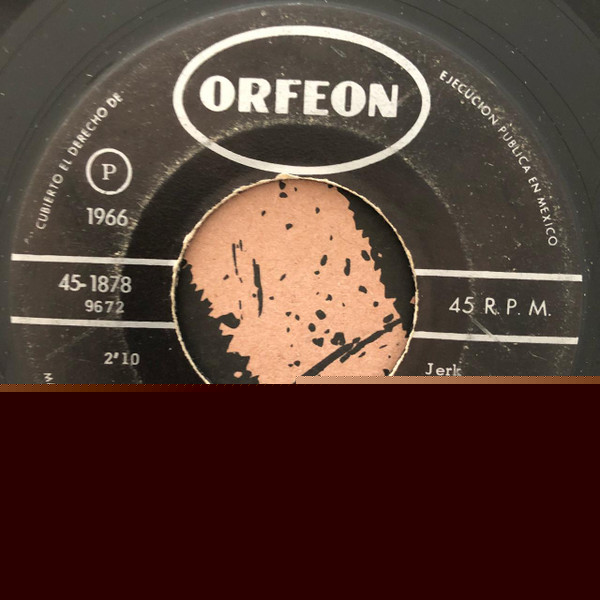 ORFEON
CUBIERTO EL DERECHO DE
EJECUCION PUBLICA EN MEXICO
P
1966
45-1878
9672
45 R. P. M.
2'10
Jerk